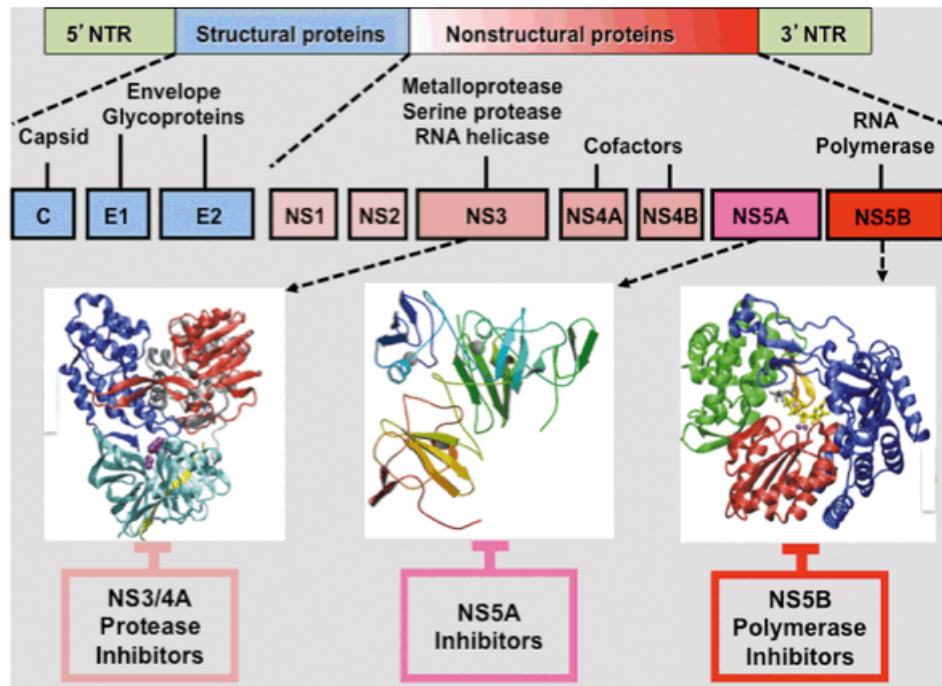 5' NTR
Structural proteins
Nonstructural proteins
3' NTR
Capsid
Envelope
Glycoproteins
Metalloprotease
Serine protease
RNA helicase
Cofactors
RNA
Polymerase
C
E1
E2
NS1
NS2
NS3
NS4A
NS4B
NS5A
NS5B
NS3/4A
Protease
Inhibitors
NS5A
Inhibitors
NS5B
Polymerase
Inhibitors